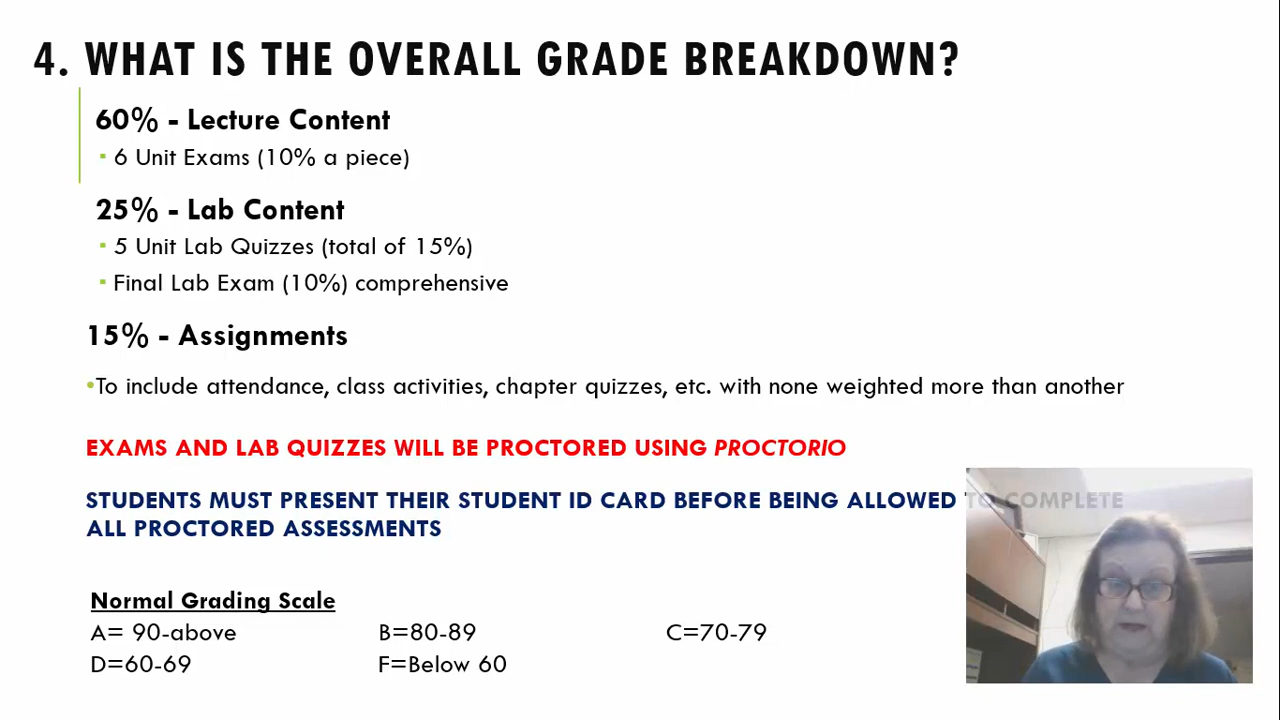 4. WHAT IS THE OVERALL GRADE BREAKDOWN?
60% - Lecture Content
▪ 6 Unit Exams (10% a piece)
25% - Lab Content
▪ 5 Unit Lab Quizzes (total of 15%)
▪ Final Lab Exam (10%) comprehensive
15% - Assignments
•To include attendance, class activities, chapter quizzes, etc. with none weighted more than another
EXAMS AND LAB QUIZZES WILL BE PROCTORED USING PROCTORIO
STUDENTS MUST PRESENT THEIR STUDENT ID CARD BEFORE BEING ALLOWED TO COMPLETE
ALL PROCTORED ASSESSMENTS
Normal Grading Scale
A= 90-above B=80-89 C=70-79
D=60-69 F=Below 60